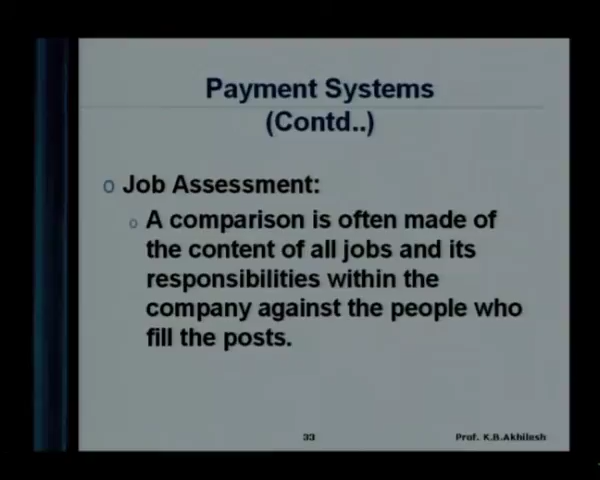 Payment Systems
(Contd..)
o Job Assessment:
o A comparison is often made of
the content of all jobs and its
responsibilities within the
company against the people who
fill the posts.
33 Prof. K.B.Akhilesh